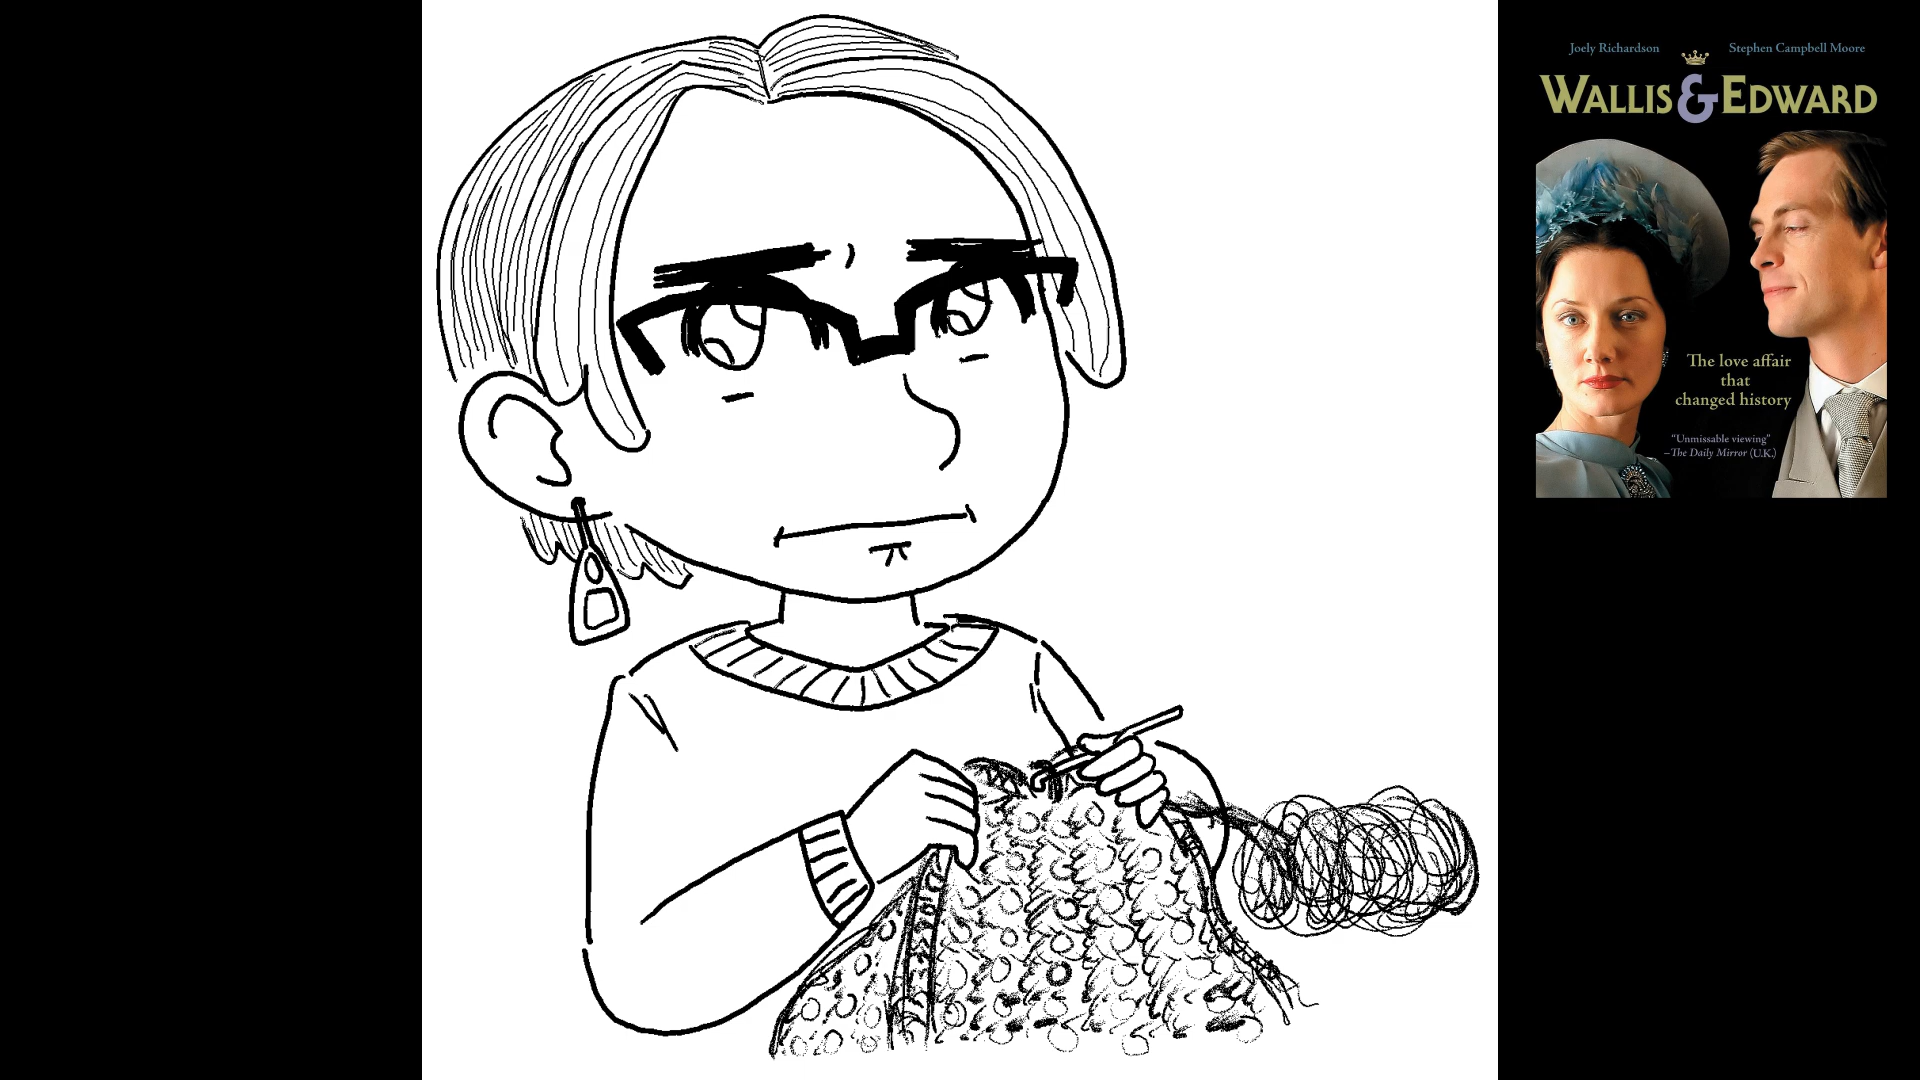 Joely Richardson
Stephen Campbell Moore
WALLIS & EDWARD
The love affair
that
changed history
"Unmissable viewing"
–The Daily Mirror (U.K.)